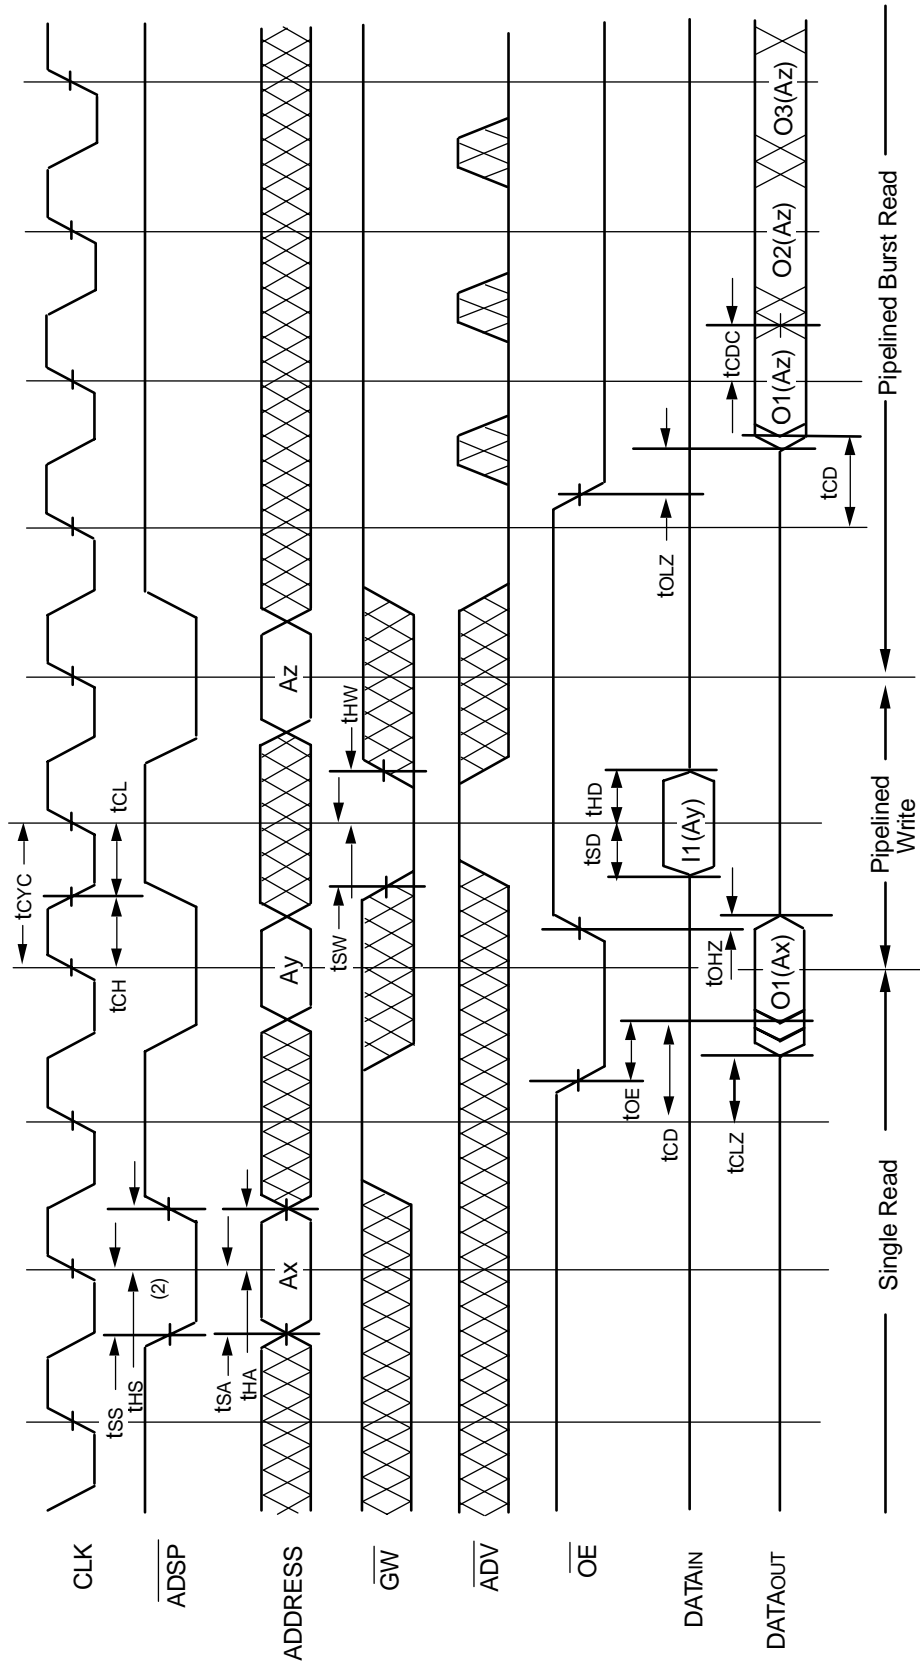 CLK
tCYC
tCH
tCL
ADSP
tSS
tHS
(2)
ADDRESS
tSA
tHA
Ax
Ay
Az
GW
tSW
tHW
ADV
OE
tOE
tOHZ
tOLZ
DATAIN
tSD
tHD
I1(Ay)
tCD
DATAOUT
tCLZ
O1(Ax)
tCD
O1(Az)
tCDC
O2(Az)
O3(Az)
Single Read
Pipelined
Write
Pipelined Burst Read